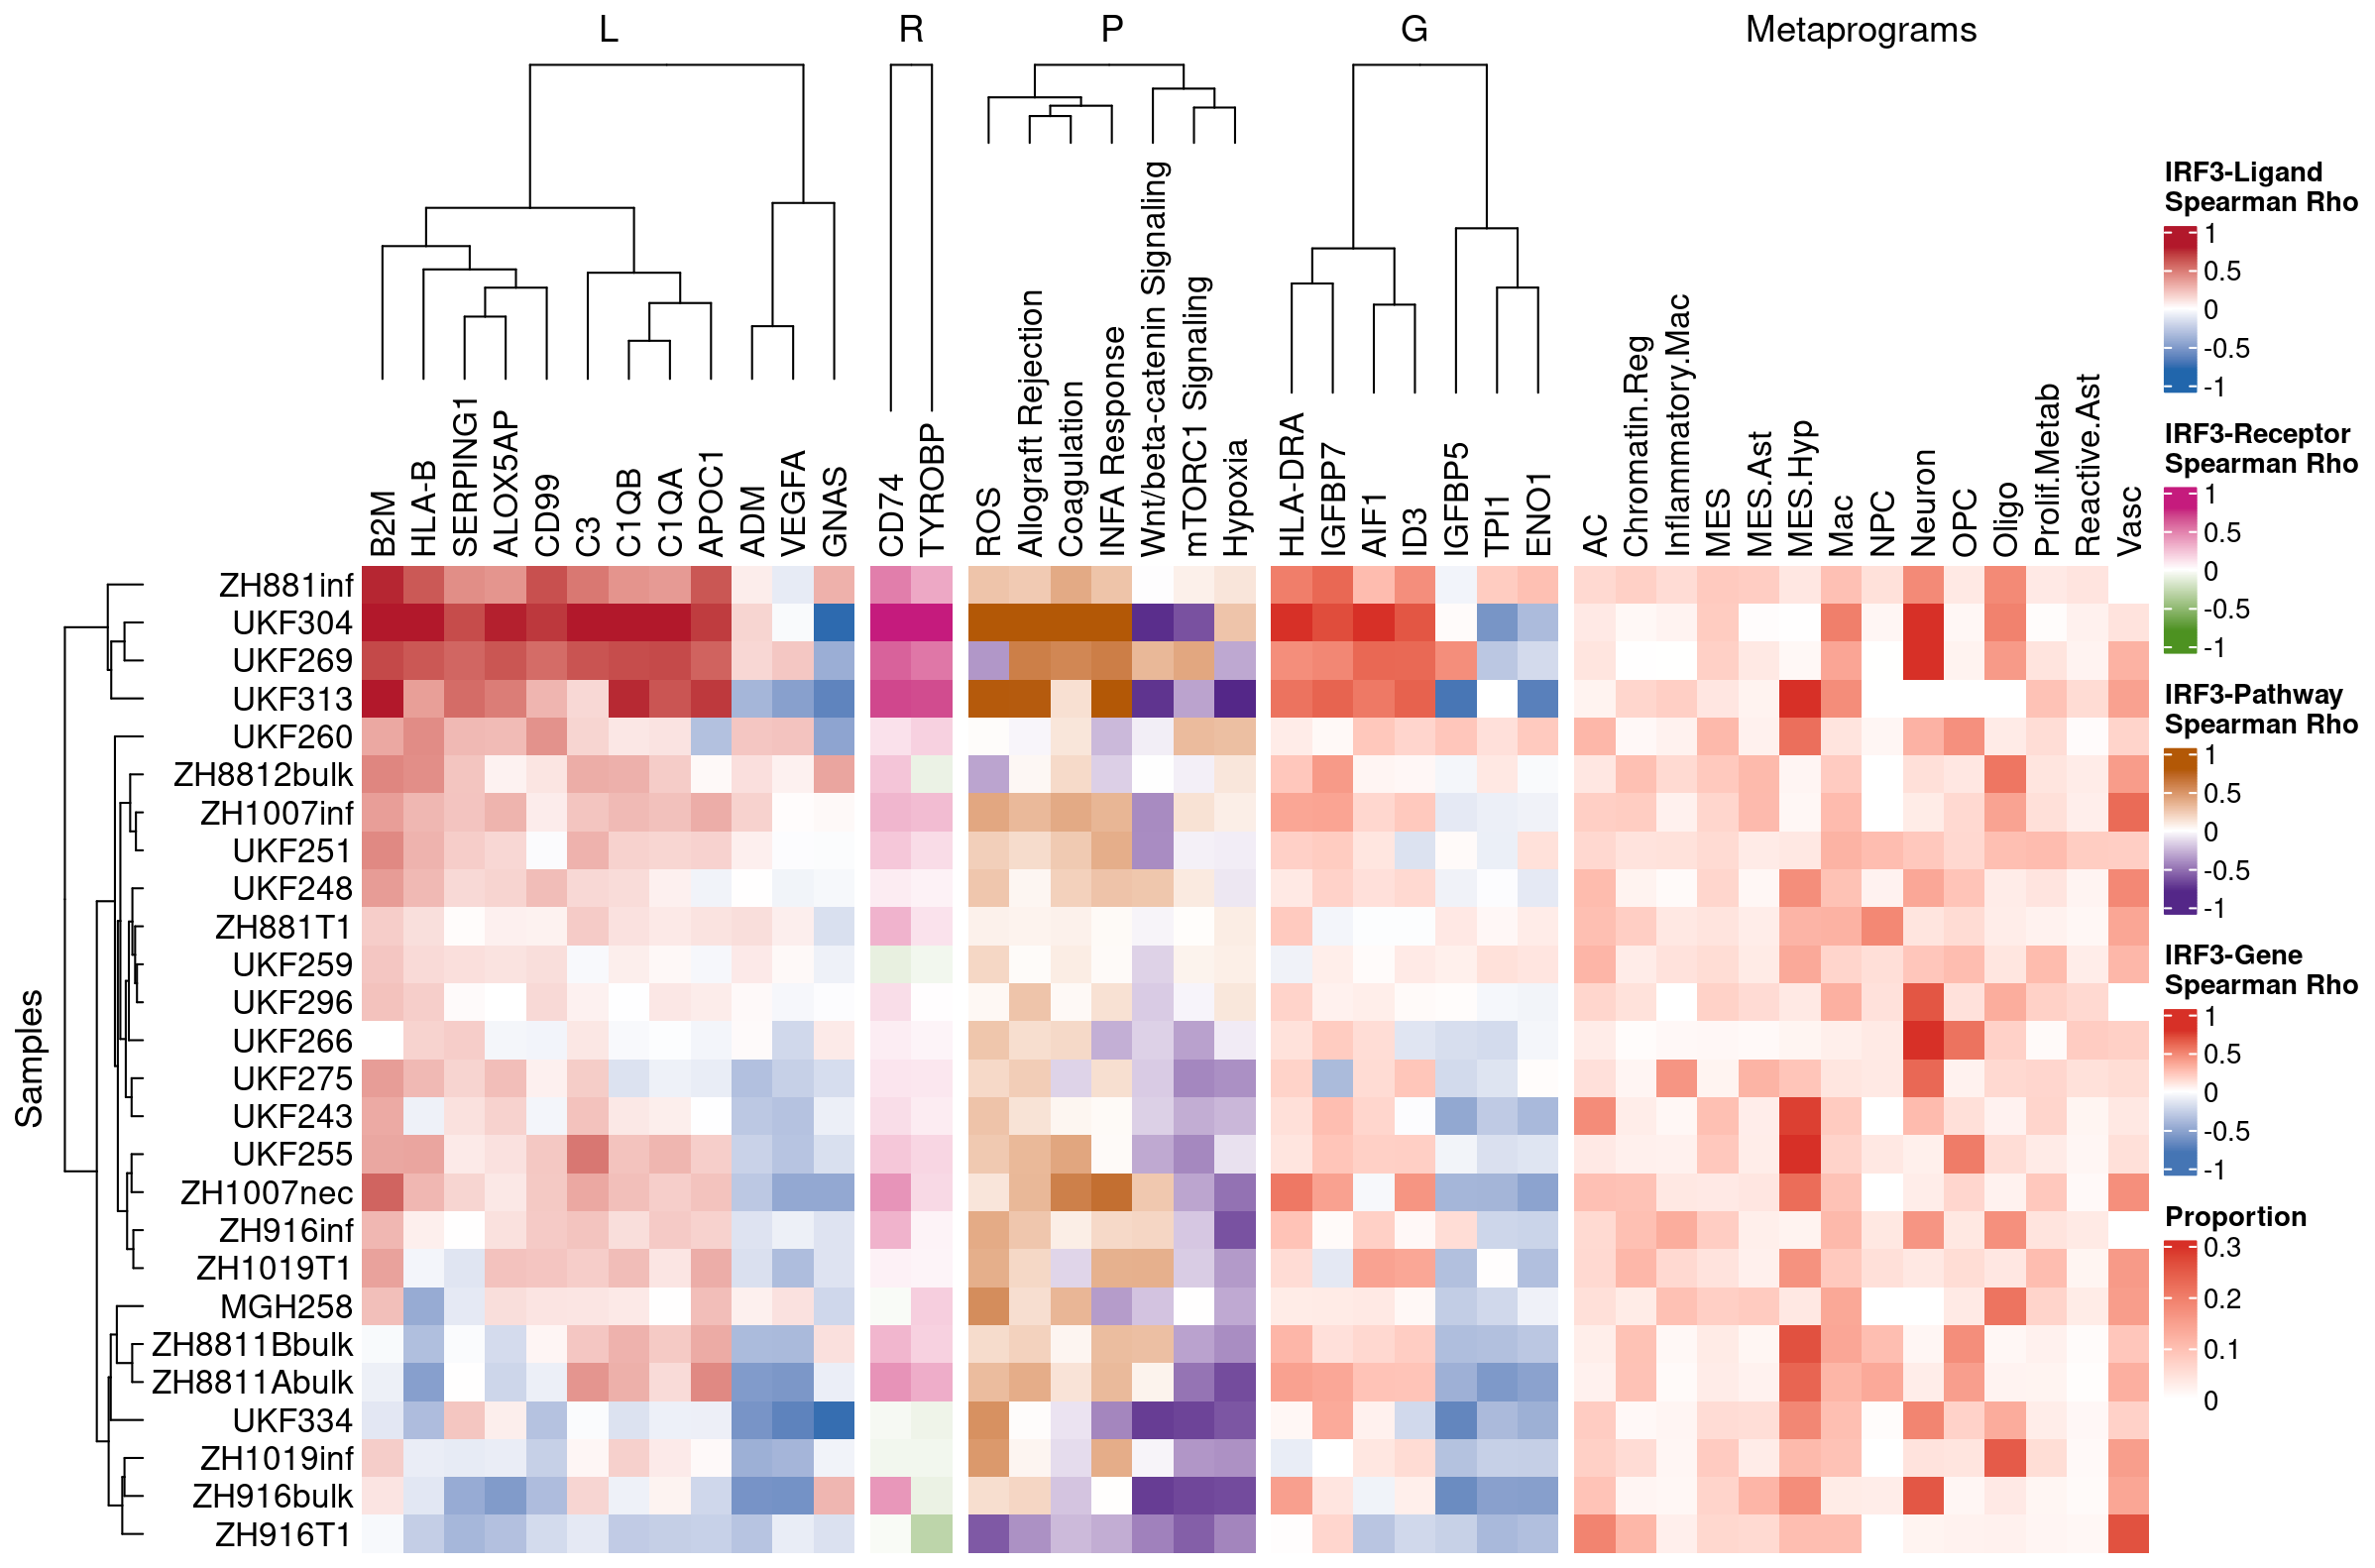 L R P G Metaprograms
B2M
HLA-B
SERPING1
ALOX5AP
CD99
C3
C1QB
C1QA
APOC1
ADM
VEGFA
GNAS
CD74
TYROBP
ROS
Allograft Rejection
Coagulation
INFA Response
Wnt/beta-catenin Signaling
mTORC1 Signaling
Hypoxia
HLA-DRA
IGFBP7
AIF1
ID3
IGFBP5
TPI1
ENO1
AC
Chromatin.Reg
Inflammatory.Mac
MES
MES.Ast
MES.Hyp
Mac
NPC
Neuron
OPC
Oligo
Prolif.Metab
Reactive.Ast
Vasc
Samples
ZH881inf
UKF304
UKF269
UKF313
UKF260
ZH8812bulk
ZH1007inf
UKF251
UKF248
ZH881T1
UKF259
UKF296
UKF266
UKF275
UKF243
UKF255
ZH1007nec
ZH916inf
ZH1019T1
MGH258
ZH8811Bbulk
ZH8811Abulk
UKF334
ZH1019inf
ZH916bulk
ZH916T1
IRF3-Ligand
Spearman Rho
1
0.5
0
-0.5
-1
IRF3-Receptor
Spearman Rho
1
0.5
0
-0.5
-1
IRF3-Pathway
Spearman Rho
1
0.5
0
-0.5
-1
IRF3-Gene
Spearman Rho
1
0.5
0
-0.5
-1
Proportion
0.3
0.2
0.1
0